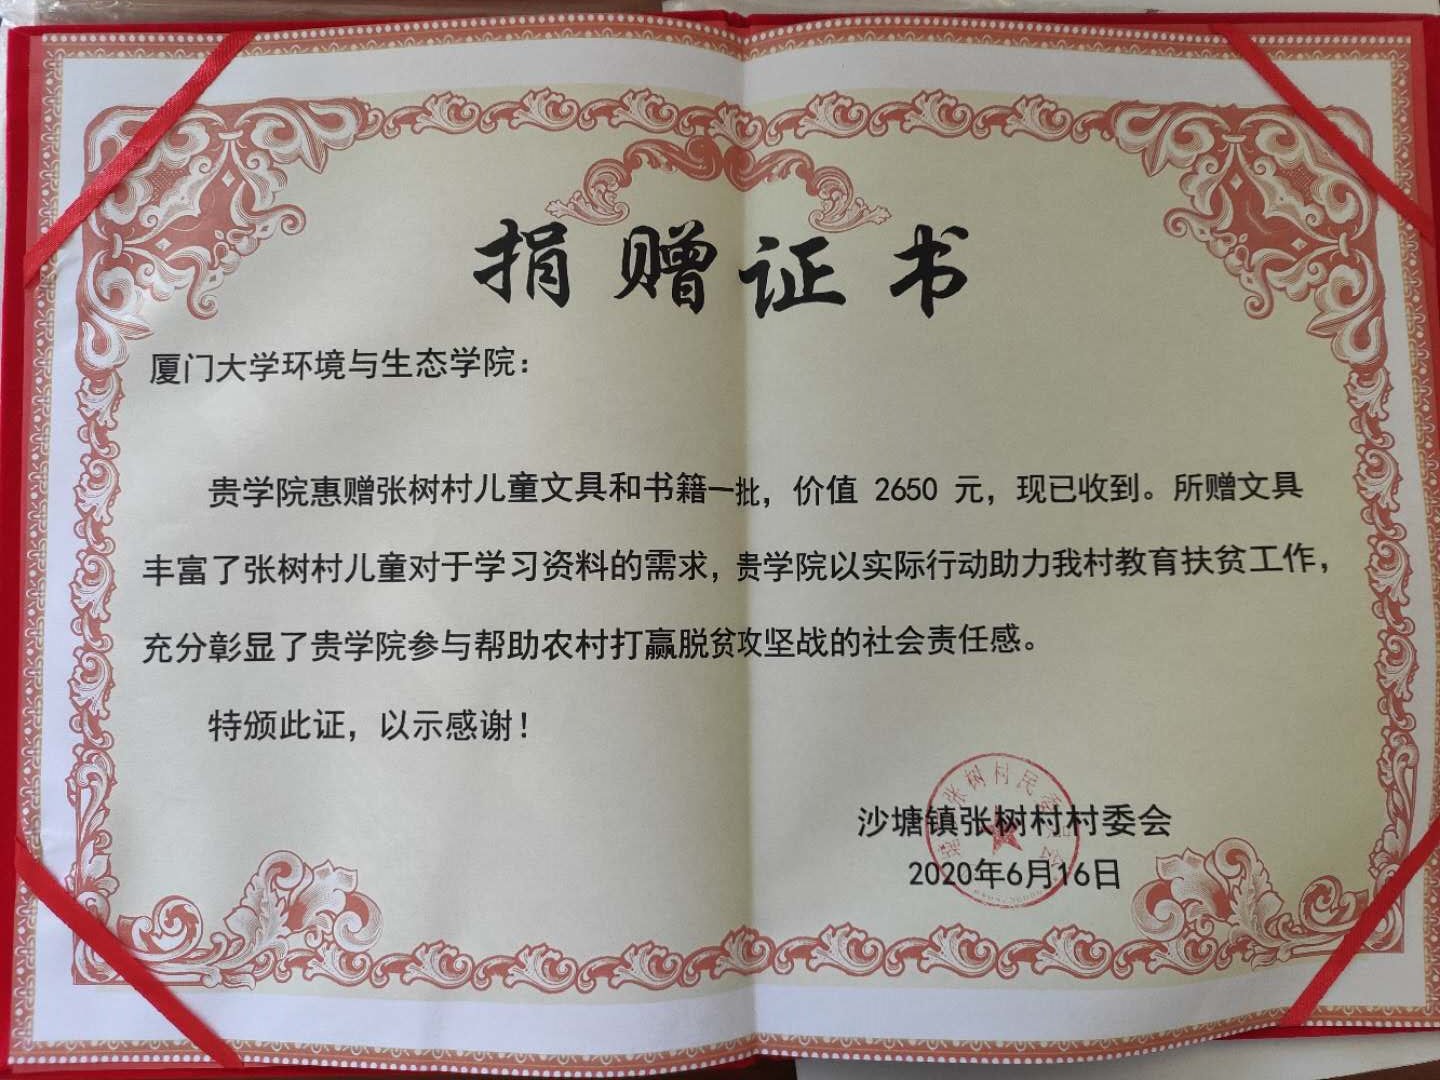 捐赠证书
厦门大学环境与生态学院：
贵学院惠赠张树村儿童文具和书籍一批，价值 2650 元，现已收到。所赠文具
丰富了张树村儿童对于学习资料的需求，贵学院以实际行动助力我村教育扶贫工作，
充分彰显了贵学院参与帮助农村打赢脱贫攻坚战的社会责任感。
特颁此证，以示感谢！
沙塘镇张树村村委会
2020年6月16日
张树村民委
会